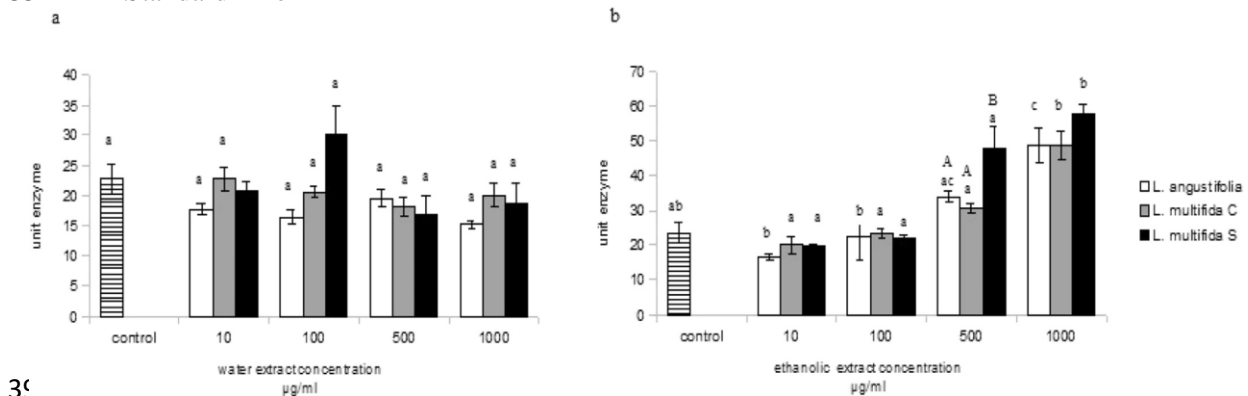 a
40
35
30
25
20
15
10
5
0
unit enzyme
a
a
a
a
a
a
a
a
a
a
a
a
control
10
100
500
1000
water extract concentration
µg/ml
b
70
60
50
40
30
20
10
0
unit enzyme
ab
b
a
a
b
a
a
A
ac
A
a
B
a
c
b
b
control
10
100
500
1000
ethanolic extract concentration
µg/ml
L. angustifolia
L. multifida C
L. multifida S